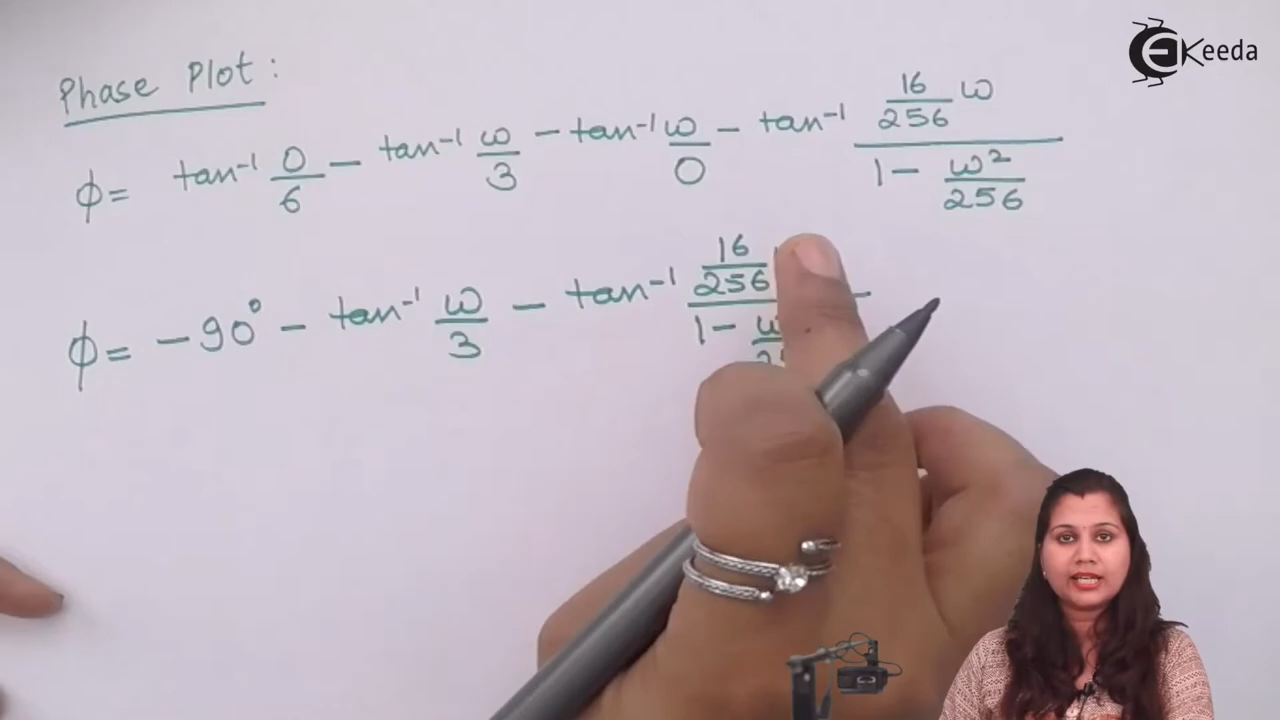 EKeeda
Phase Plot :
φ = tan⁻¹ 0/6 − tan⁻¹ ω/3 − tan⁻¹ ω/0 − tan⁻¹ (16/256 ω)/(1 − ω²/256)
φ = −90° − tan⁻¹ ω/3 − tan⁻¹ (16/256)/(1 − ω